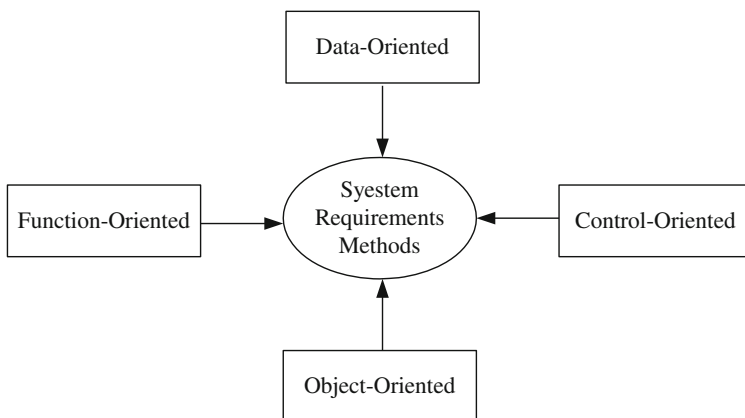 Data-Oriented
Function-Oriented
Syestem
Requirements
Methods
Control-Oriented
Object-Oriented